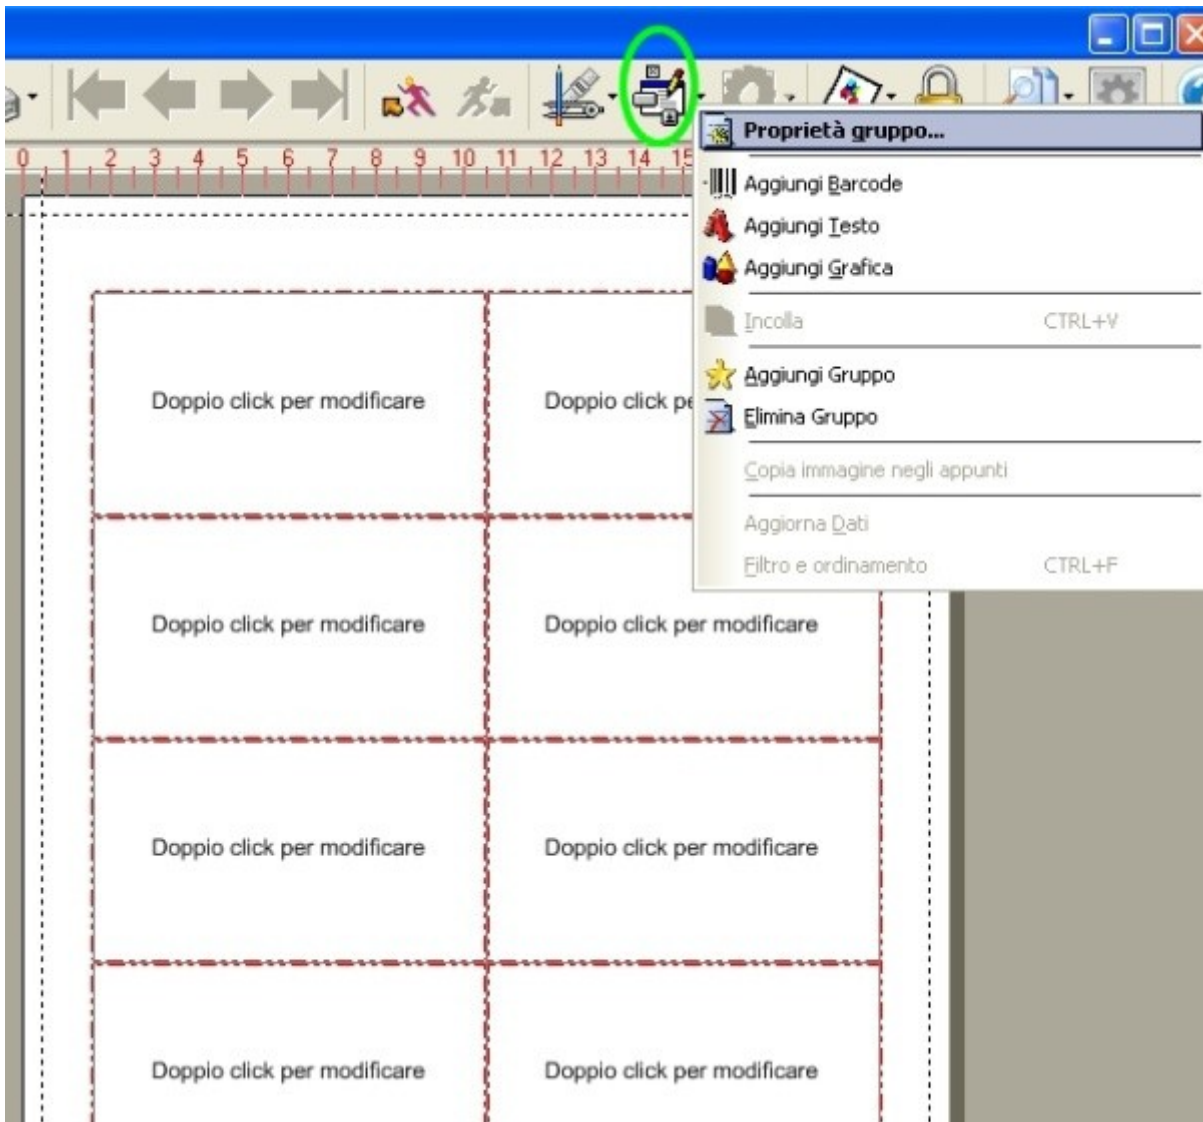 0 1 2 3 4 5 6 7 8 9 10 11 12 13 14 15
Proprietà gruppo...
Aggiungi Barcode
Aggiungi Testo
Aggiungi Grafica
Incolla CTRL+V
Aggiungi Gruppo
Elimina Gruppo
Copia immagine negli appunti
Aggiorna Dati
Filtro e ordinamento CTRL+F
Doppio click per modificare Doppio click pe
Doppio click per modificare Doppio click per modificare
Doppio click per modificare Doppio click per modificare
Doppio click per modificare Doppio click per modificare